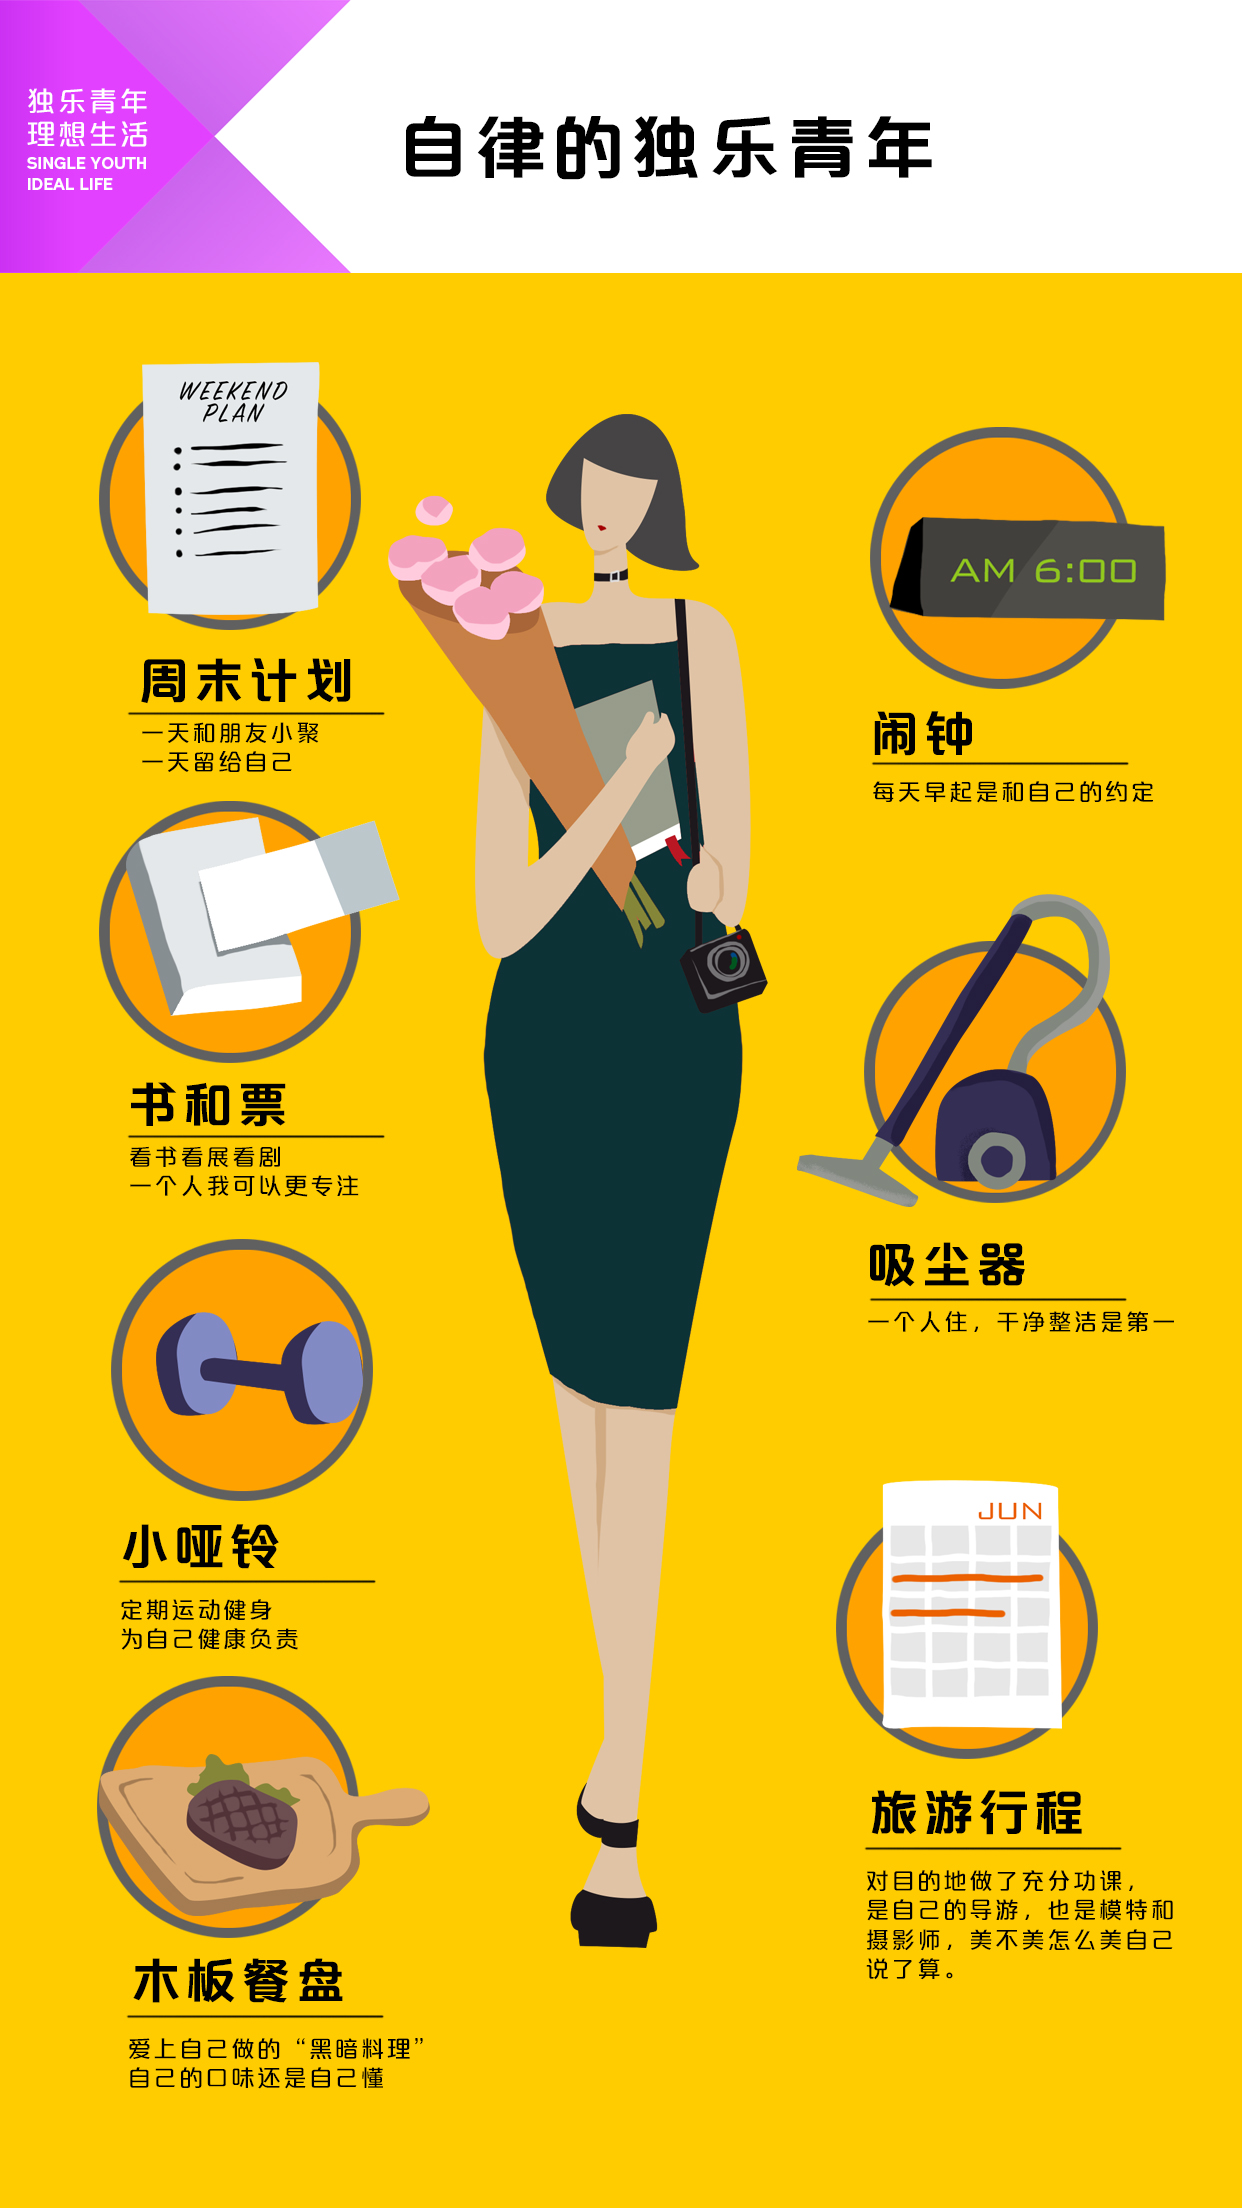 独乐青年
理想生活
SINGLE YOUTH
IDEAL LIFE
自律的独乐青年
WEEKEND
PLAN
周末计划
一天和朋友小聚
一天留给自己
书和票
看书看展看剧
一个人我可以更专注
小哑铃
定期运动健身
为自己健康负责
木板餐盘
爱上自己做的“黑暗料理”
自己的口味还是自己懂
AM 6:00
闹钟
每天早起是和自己的约定
吸尘器
一个人住，干净整洁是第一
JUN
旅游行程
对目的地做了充分功课，
是自己的导游，也是模特和
摄影师，美不美怎么美自己
说了算。